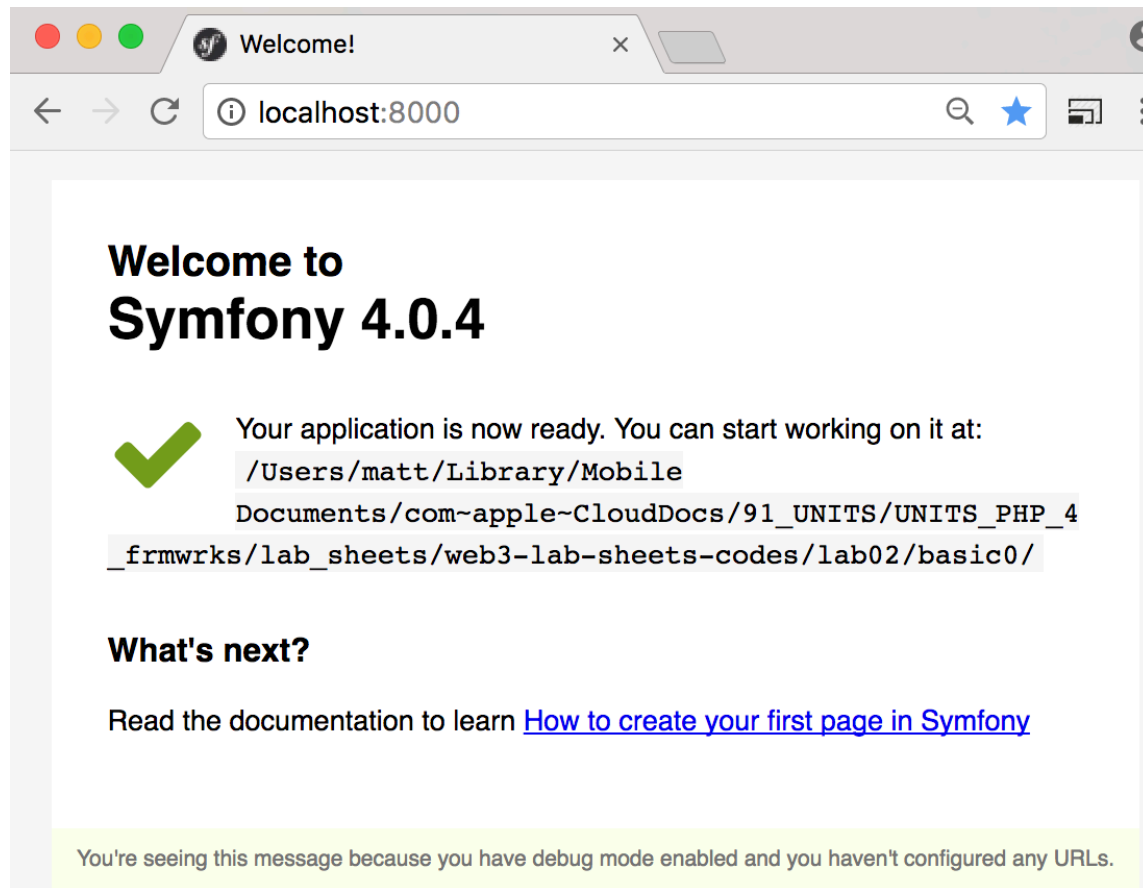 sf Welcome!
localhost:8000
Welcome to
Symfony 4.0.4
Your application is now ready. You can start working on it at:
/Users/matt/Library/Mobile
Documents/com~apple~CloudDocs/91_UNITS/UNITS_PHP_4
_frmwrks/lab_sheets/web3-lab-sheets-codes/lab02/basic0/
What's next?
Read the documentation to learn How to create your first page in Symfony
You're seeing this message because you have debug mode enabled and you haven't configured any URLs.